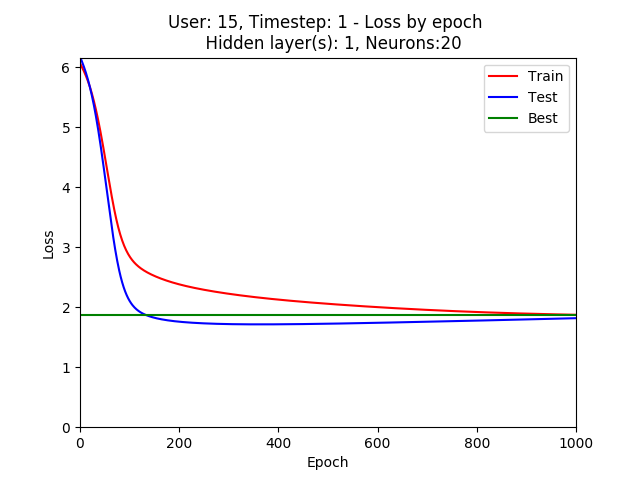 User: 15, Timestep: 1 - Loss by epoch
Hidden layer(s): 1, Neurons:20
Train
Test
Best
Loss
6
5
4
3
2
1
0
0
200
400
600
800
1000
Epoch